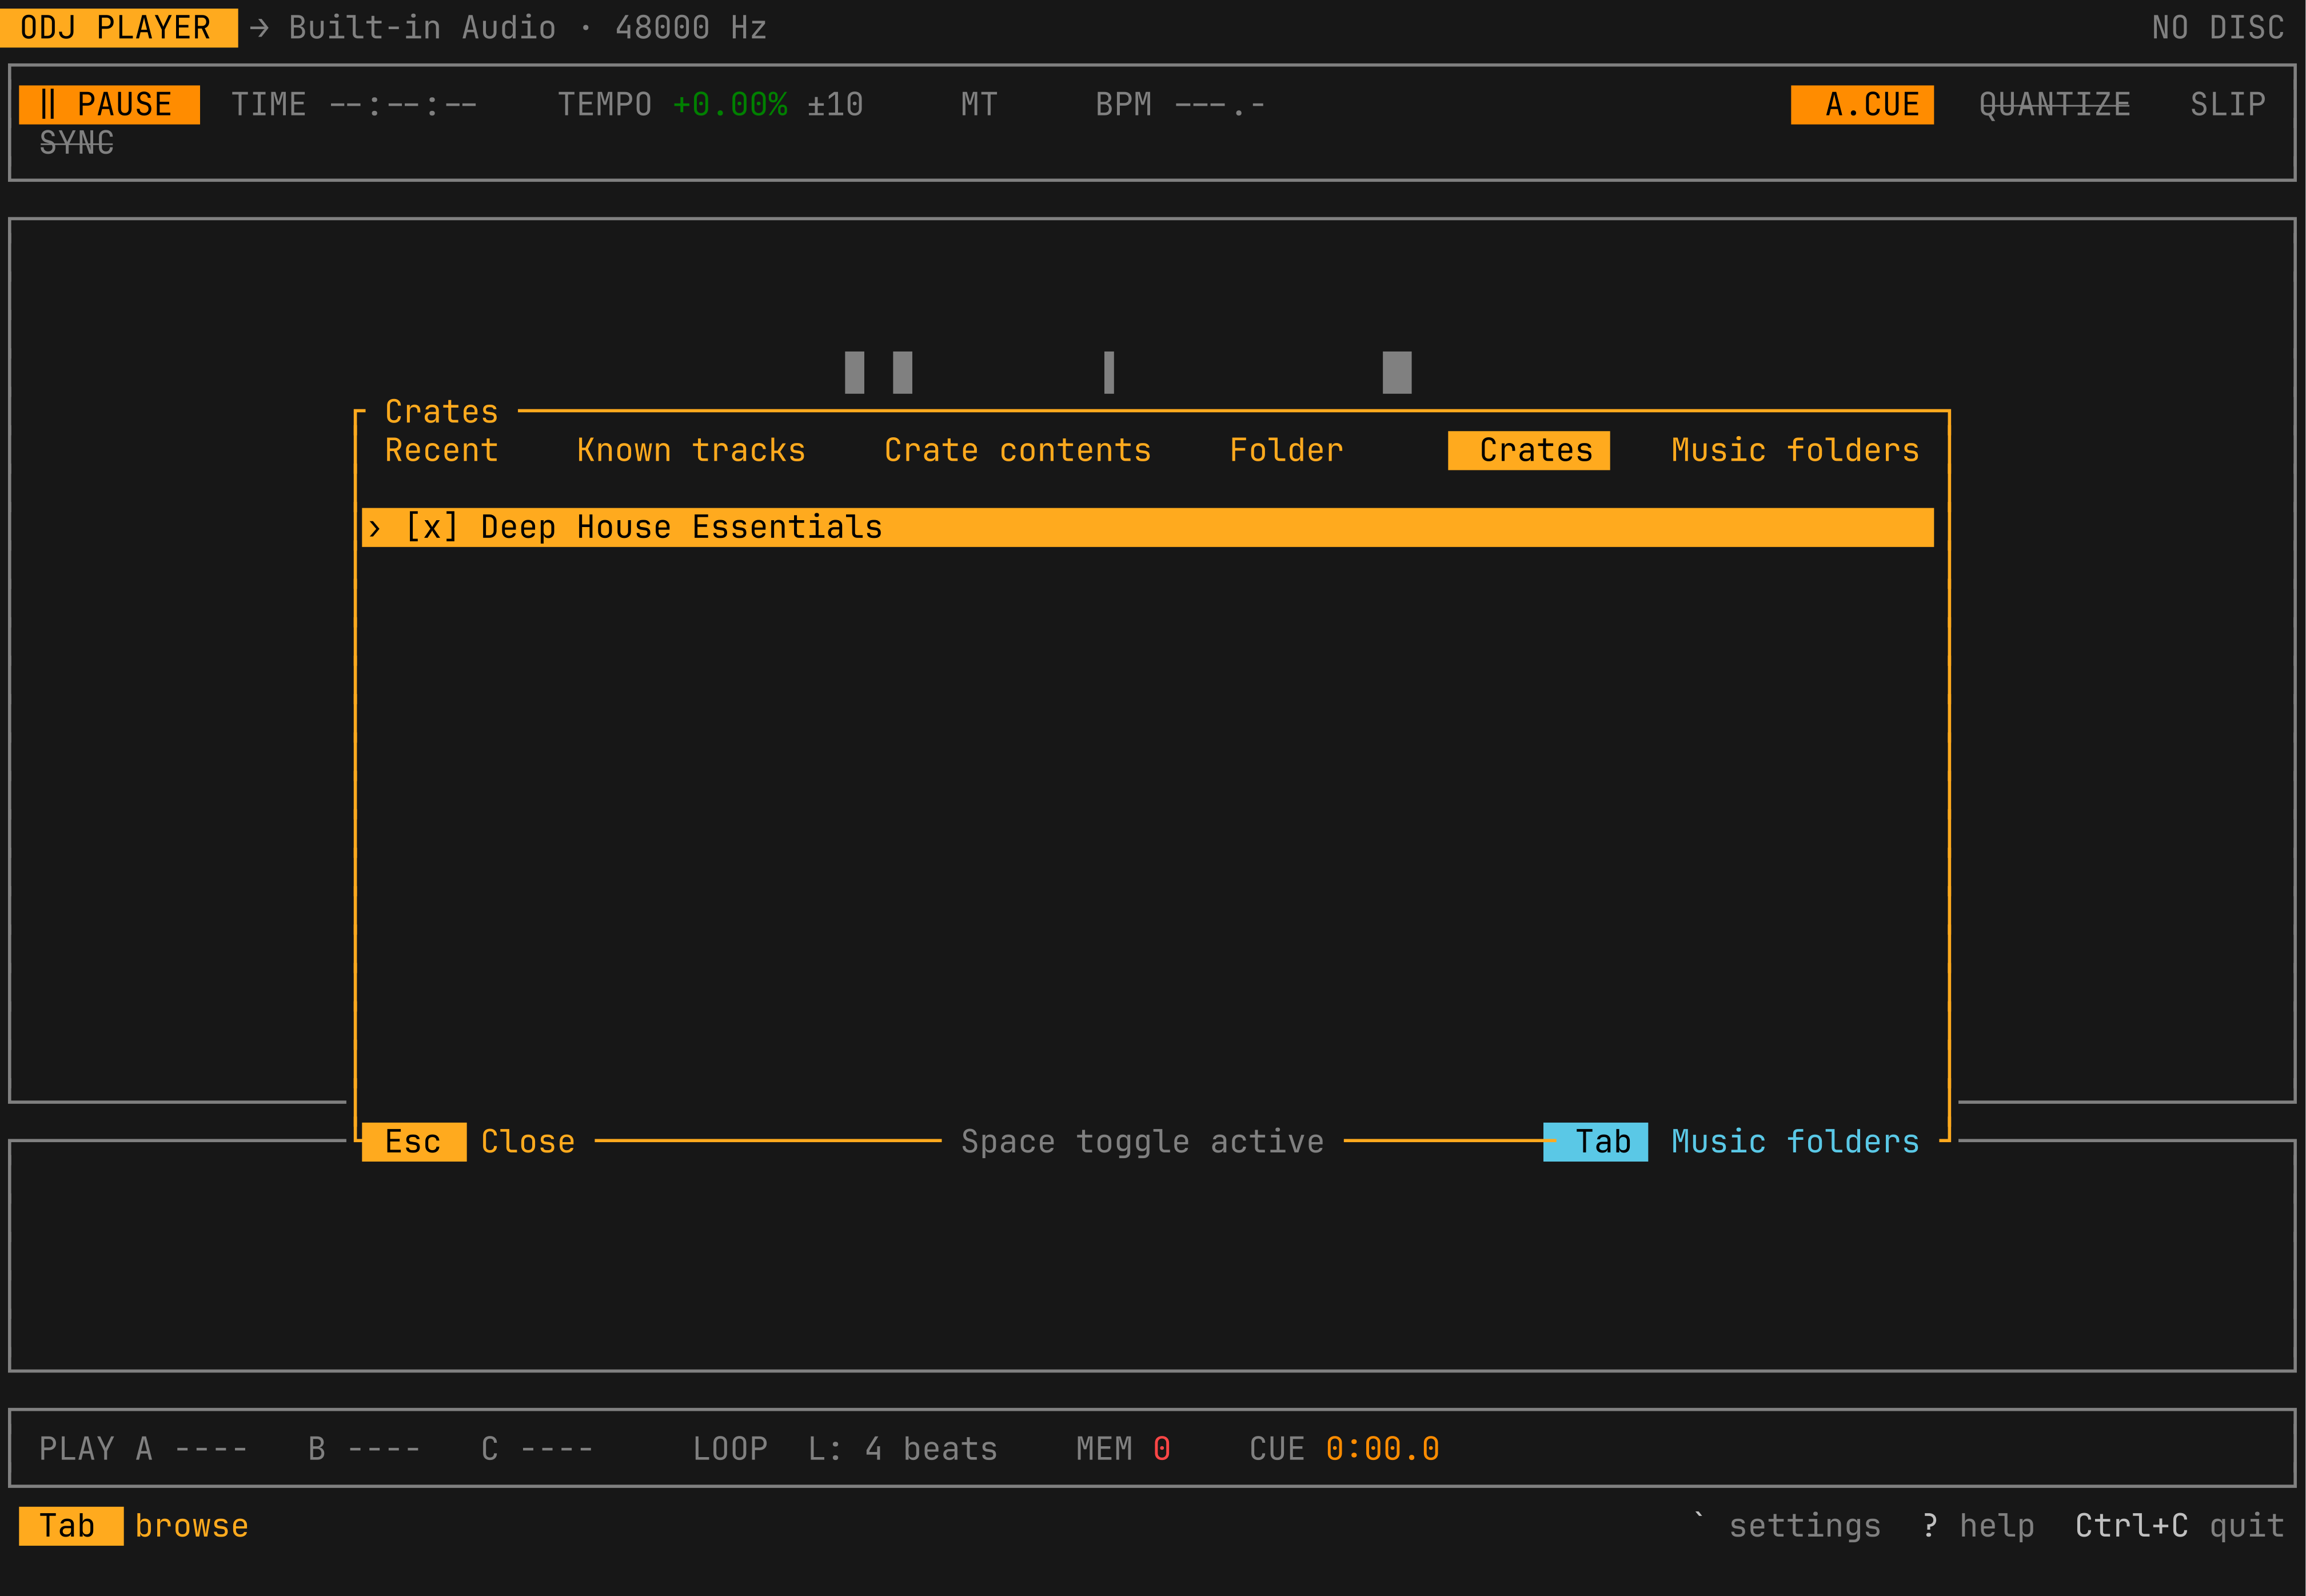 ODJ PLAYER → Built-in Audio · 48000 Hz NO DISC
‖ PAUSE TIME --:--:-- TEMPO +0.00% ±10 MT BPM ---.- A.CUE QUANTIZE SLIP
SYNC
Crates
Recent Known tracks Crate contents Folder Crates Music folders
› [x] Deep House Essentials
Esc Close Space toggle active Tab Music folders
PLAY A ---- B ---- C ---- LOOP L: 4 beats MEM 0 CUE 0:00.0
Tab browse ` settings ? help Ctrl+C quit